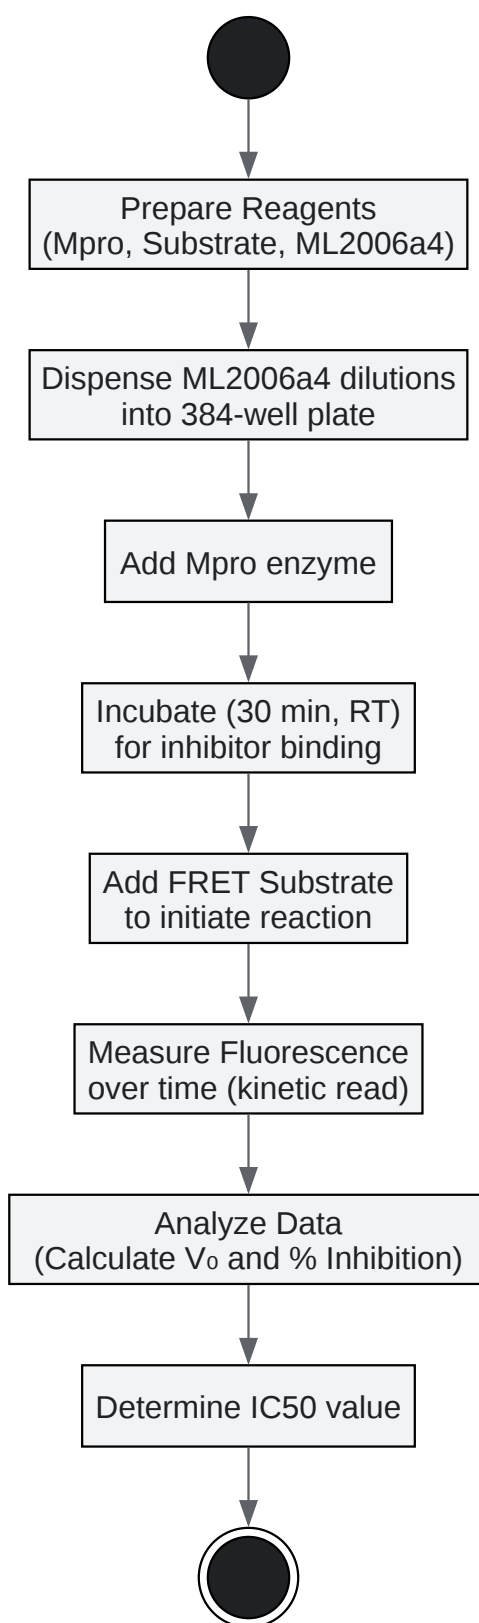 Prepare Reagents
(Mpro, Substrate, ML2006a4)
Dispense ML2006a4 dilutions
into 384-well plate
Add Mpro enzyme
Incubate (30 min, RT)
for inhibitor binding
Add FRET Substrate
to initiate reaction
Measure Fluorescence
over time (kinetic read)
Analyze Data
(Calculate V₀ and % Inhibition)
Determine IC50 value